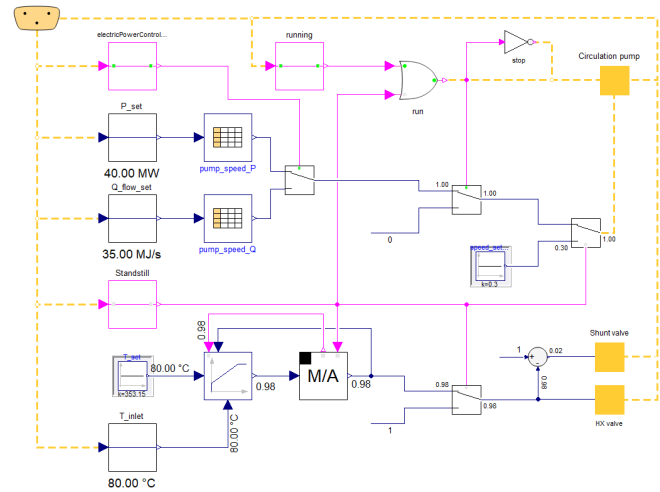 electricPowerControl...
running
stop
Circulation pump
run
P_set
40.00 MW
pump_speed_P
Q_flow_set
35.00 MJ/s
pump_speed_Q
1.00
1.00
0
1.00
0.30
k=0.3
Standstill
0.98
T_set
80.00 °C
k=353.15
0.98
M/A
0.98
80.00 °C
T_inlet
80.00 °C
0.98
0.98
1
1
+
-
0.02
0.98
Shunt valve
HX valve